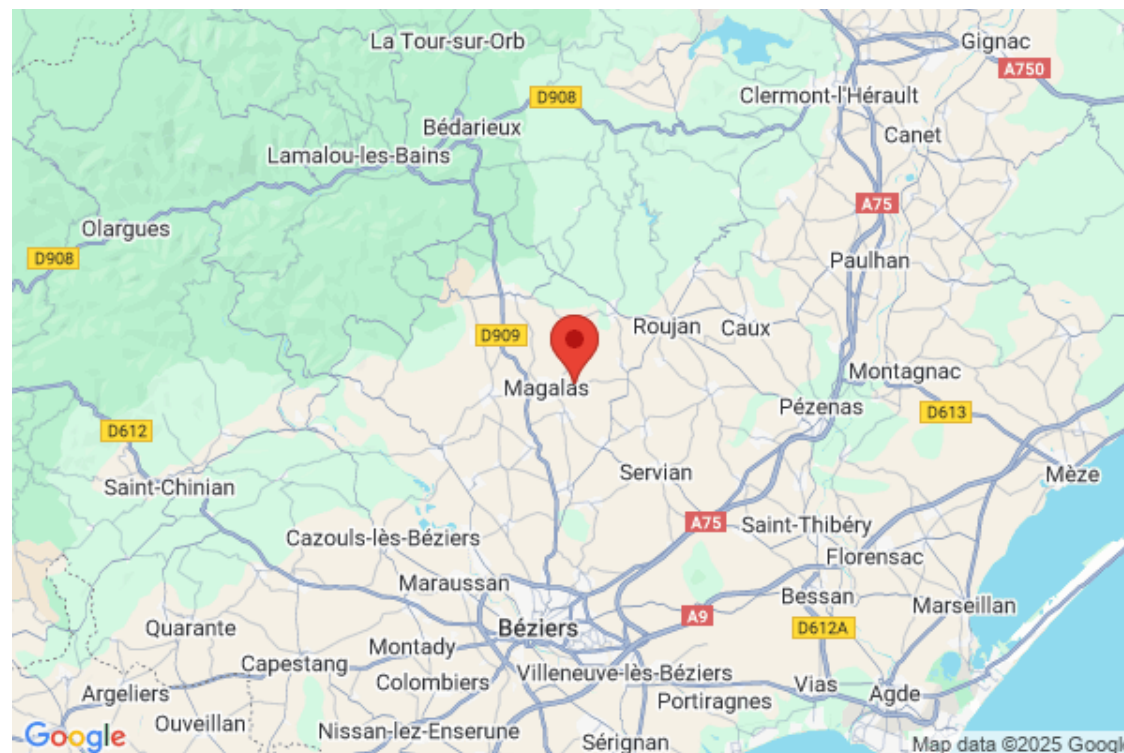 La Tour-sur-Orb
Gignac
A750
D908
Clermont-l'Hérault
Bédarieux
Canet
Lamalou-les-Bains
A75
Olargues
D908
Paulhan
D909
Roujan
Caux
Magalas
Montagnac
Pézenas
D613
D612
Servian
Mèze
Saint-Chinian
A75
Saint-Thibéry
Cazouls-lès-Béziers
Florensac
Maraussan
Bessan
Marseillan
A9
Quarante
Béziers
D612A
Montady
Capestang
Villeneuve-lès-Béziers
Colombiers
Vias
Agde
Argeliers
Portiragnes
Ouveillan
Nissan-lez-Enserune
Google
Sérignan
Map data ©2025 Google